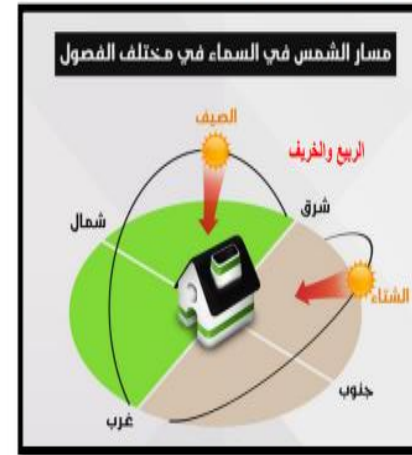 مسار الشمس في السماء في مختلف الفصول
الصيف
الربيع والخريف
شرق
شمال
الشتاء
جنوب
غرب